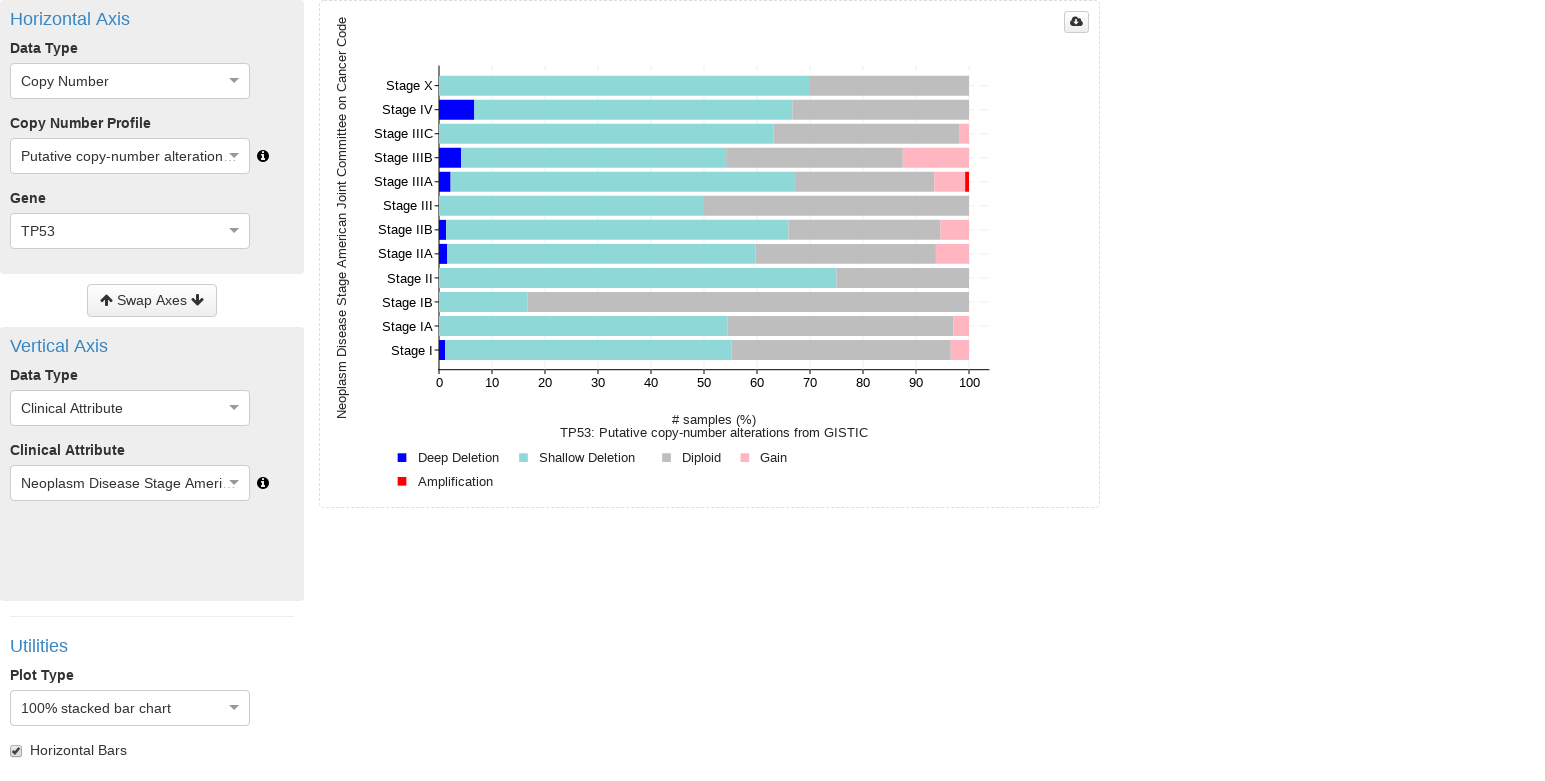 Horizontal Axis
Data Type
Copy Number
Copy Number Profile
Putative copy-number alteration…
Gene
TP53
Swap Axes
Vertical Axis
Data Type
Clinical Attribute
Clinical Attribute
Neoplasm Disease Stage Ameri…
Utilities
Plot Type
100% stacked bar chart
Horizontal Bars
Neoplasm Disease Stage American Joint Committee on Cancer Code
Stage X
Stage IV
Stage IIIC
Stage IIIB
Stage IIIA
Stage III
Stage IIB
Stage IIA
Stage II
Stage IB
Stage IA
Stage I
0 10 20 30 40 50 60 70 80 90 100
# samples (%)
TP53: Putative copy-number alterations from GISTIC
Deep Deletion Shallow Deletion Diploid Gain
Amplification